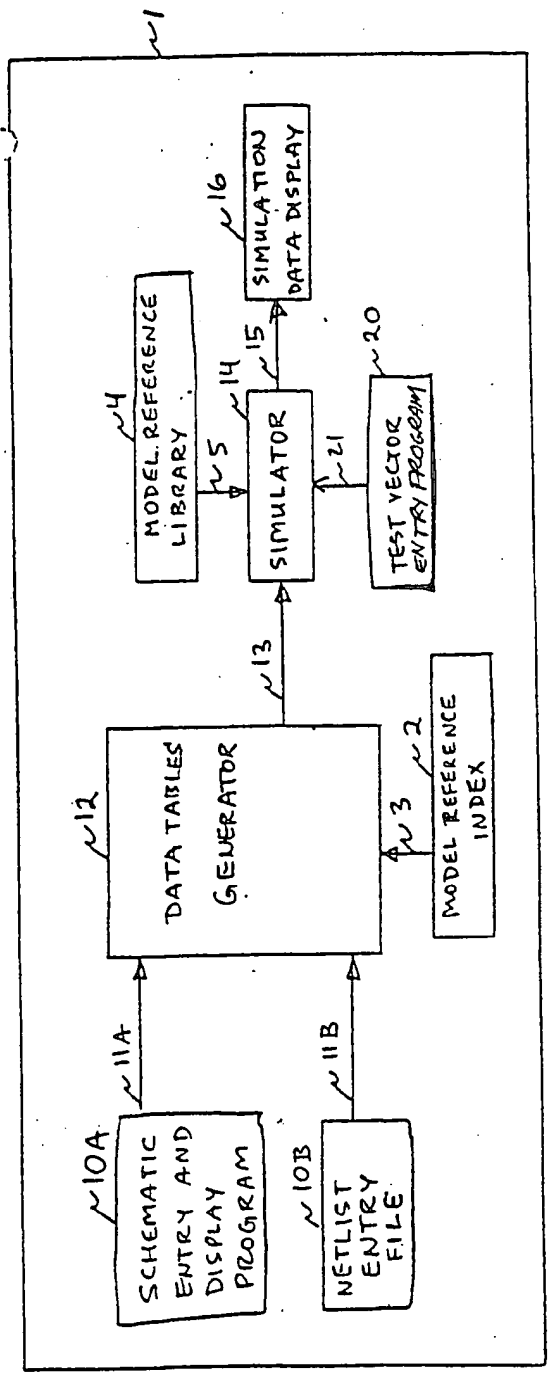 1
10A
SCHEMATIC
ENTRY AND
DISPLAY
PROGRAM
11A
10B
NETLIST
ENTRY
FILE
11B
12
DATA TABLES
GENERATOR
3
2
MODEL REFERENCE
INDEX
13
4
MODEL REFERENCE
LIBRARY
5
14
SIMULATOR
15
16
SIMULATION
DATA DISPLAY
21
20
TEST VECTOR
ENTRY PROGRAM